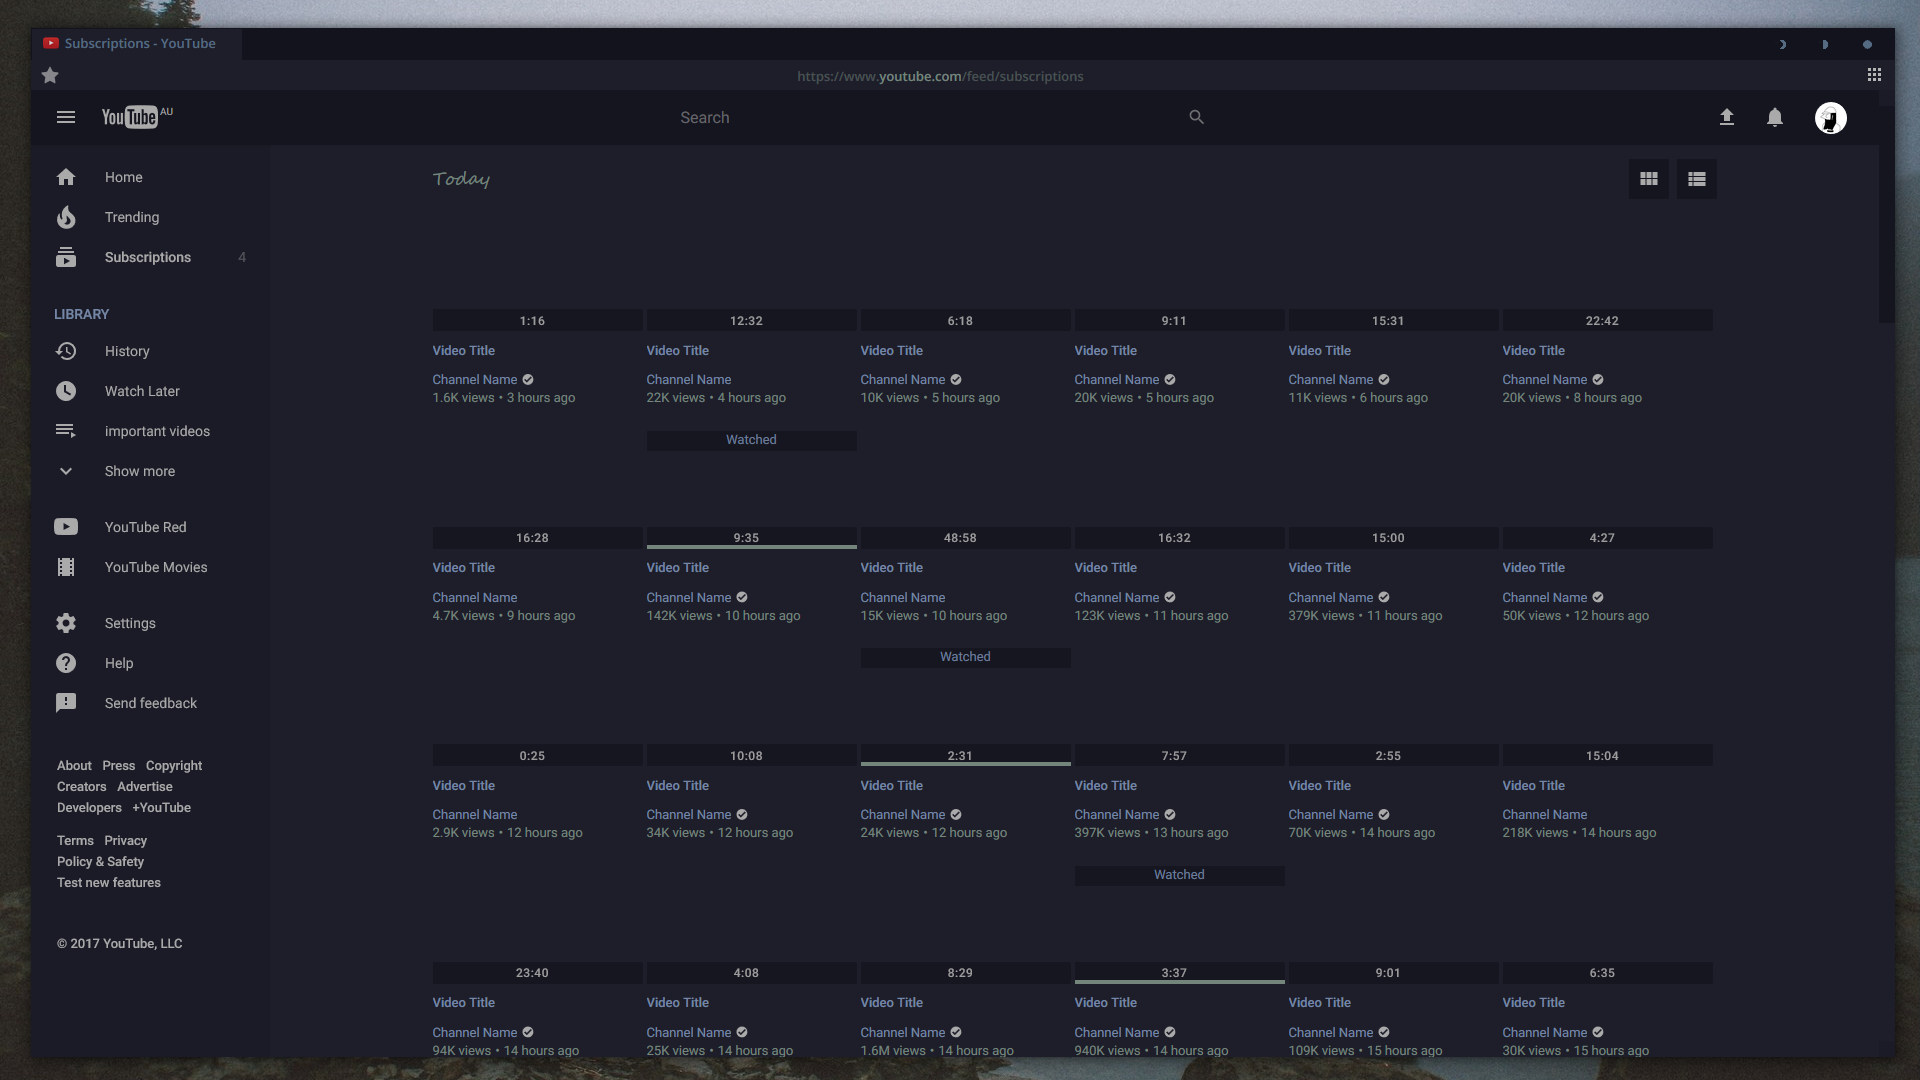 Subscriptions - YouTube
https://www.youtube.com/feed/subscriptions
YouTube AU
Search
Home
Trending
Subscriptions 4
LIBRARY
History
Watch Later
important videos
Show more
YouTube Red
YouTube Movies
Settings
Help
Send feedback
About Press Copyright
Creators Advertise
Developers +YouTube
Terms Privacy
Policy & Safety
Test new features
© 2017 YouTube, LLC
Today
1:16 12:32 6:18 9:11 15:31 22:42
Video Title Video Title Video Title Video Title Video Title Video Title
Channel Name Channel Name Channel Name Channel Name Channel Name Channel Name
1.6K views • 3 hours ago 22K views • 4 hours ago 10K views • 5 hours ago 20K views • 5 hours ago 11K views • 6 hours ago 20K views • 8 hours ago
Watched
16:28 9:35 48:58 16:32 15:00 4:27
Video Title Video Title Video Title Video Title Video Title Video Title
Channel Name Channel Name Channel Name Channel Name Channel Name Channel Name
4.7K views • 9 hours ago 142K views • 10 hours ago 15K views • 10 hours ago 123K views • 11 hours ago 379K views • 11 hours ago 50K views • 12 hours ago
Watched
0:25 10:08 2:31 7:57 2:55 15:04
Video Title Video Title Video Title Video Title Video Title Video Title
Channel Name Channel Name Channel Name Channel Name Channel Name Channel Name
2.9K views • 12 hours ago 34K views • 12 hours ago 24K views • 12 hours ago 397K views • 13 hours ago 70K views • 14 hours ago 218K views • 14 hours ago
Watched
23:40 4:08 8:29 3:37 9:01 6:35
Video Title Video Title Video Title Video Title Video Title Video Title
Channel Name Channel Name Channel Name Channel Name Channel Name Channel Name
94K views • 14 hours ago 25K views • 14 hours ago 1.6M views • 14 hours ago 940K views • 14 hours ago 109K views • 15 hours ago 30K views • 15 hours ago